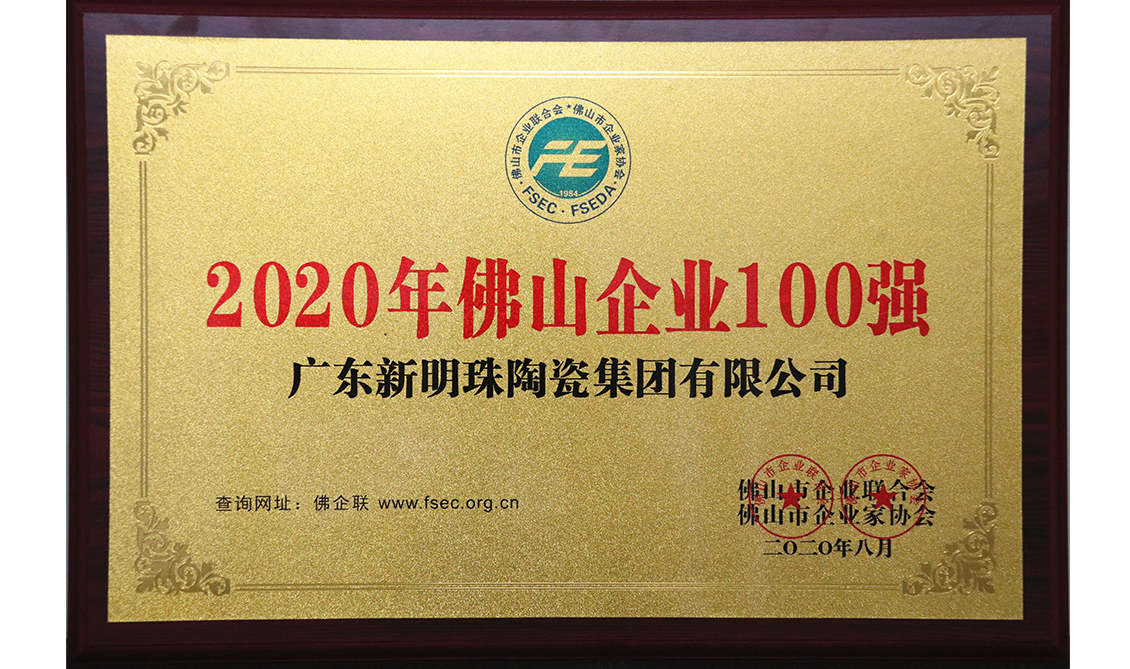 佛山市企业联合会★佛山市企业家协会
FE
1984
·FSEC·FSEDA·
2020年佛山企业100强
广东新明珠陶瓷集团有限公司
查询网址：佛企联 www.fsec.org.cn
佛山市企业联合会
佛山市企业家协会
二〇二〇年八月